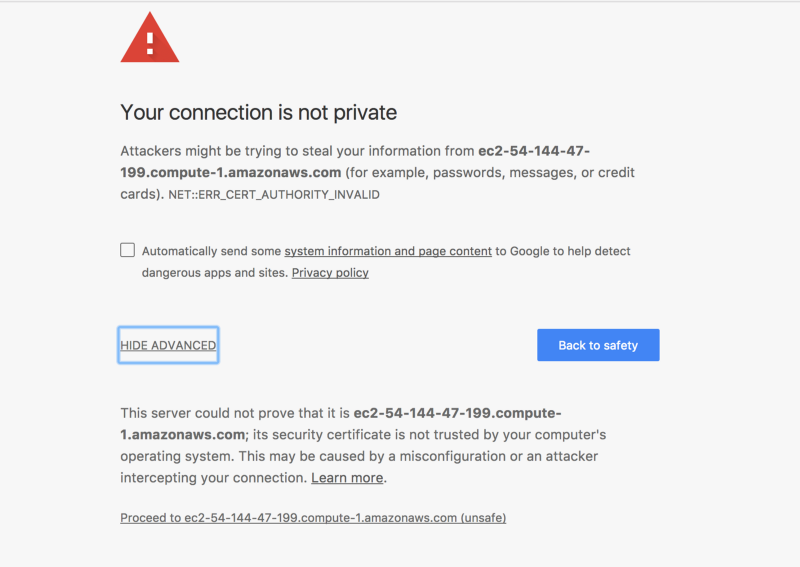 Your connection is not private
Attackers might be trying to steal your information from ec2-54-144-47-
199.compute-1.amazonaws.com (for example, passwords, messages, or credit
cards). NET::ERR_CERT_AUTHORITY_INVALID
Automatically send some system information and page content to Google to help detect
dangerous apps and sites. Privacy policy
HIDE ADVANCED
Back to safety
This server could not prove that it is ec2-54-144-47-199.compute-
1.amazonaws.com; its security certificate is not trusted by your computer's
operating system. This may be caused by a misconfiguration or an attacker
intercepting your connection. Learn more.
Proceed to ec2-54-144-47-199.compute-1.amazonaws.com (unsafe)